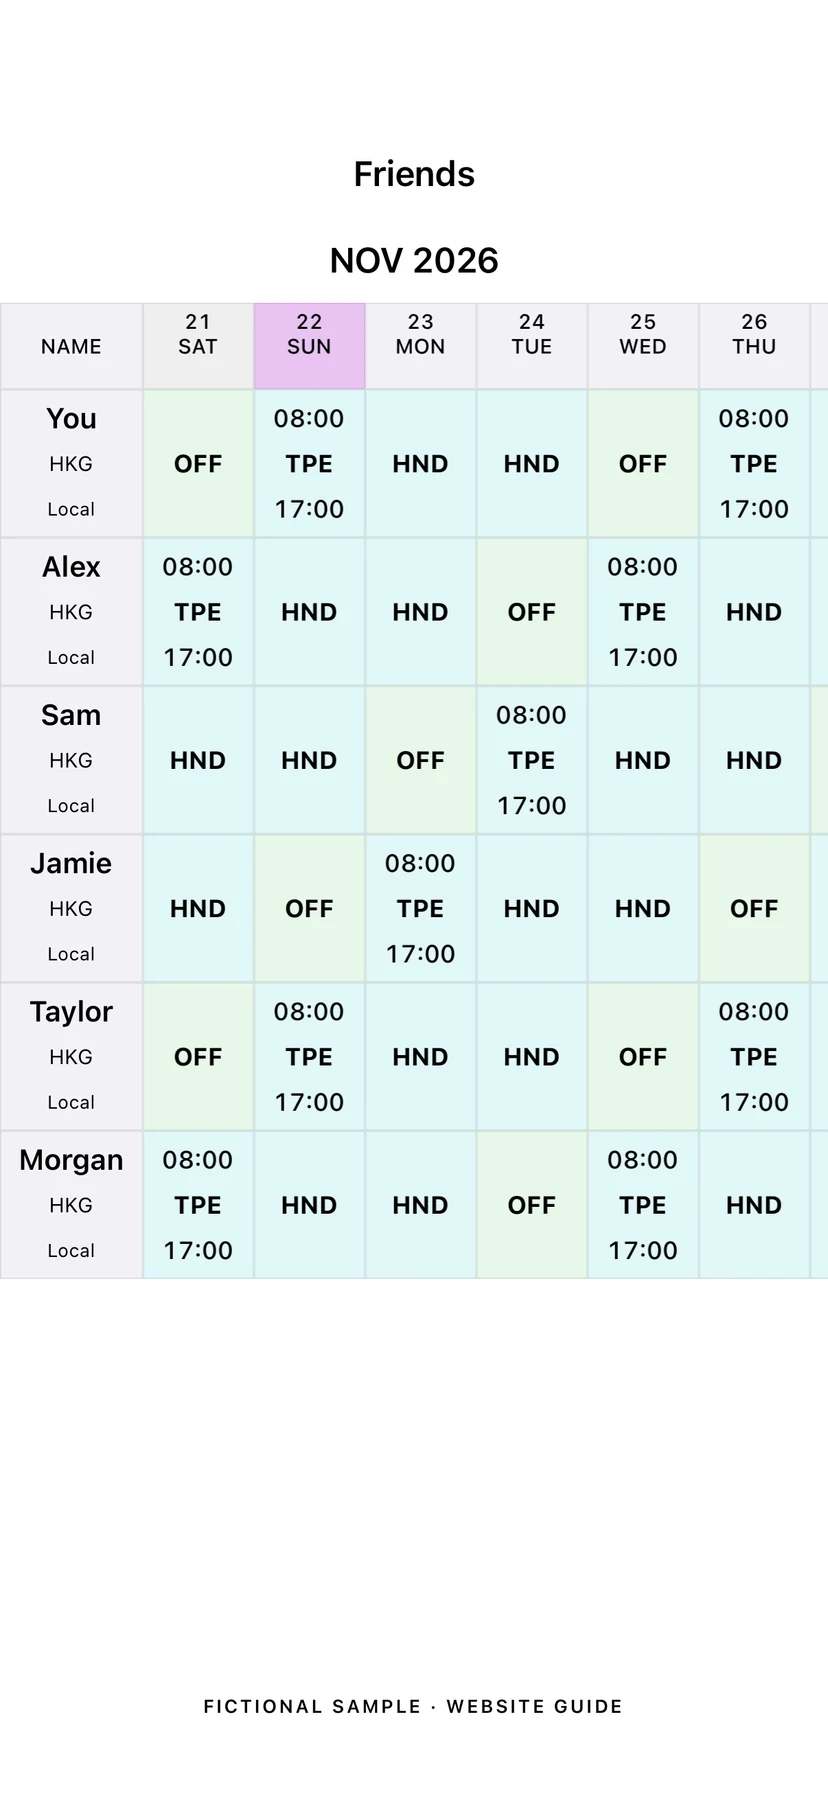 Friends
NOV 2026
NAME
21 SAT
22 SUN
23 MON
24 TUE
25 WED
26 THU
You
HKG
Local
OFF
08:00 TPE 17:00
HND
HND
OFF
08:00 TPE 17:00
Alex
HKG
Local
08:00 TPE 17:00
HND
HND
OFF
08:00 TPE 17:00
HND
Sam
HKG
Local
HND
HND
OFF
08:00 TPE 17:00
HND
HND
Jamie
HKG
Local
HND
OFF
08:00 TPE 17:00
HND
HND
OFF
Taylor
HKG
Local
OFF
08:00 TPE 17:00
HND
HND
OFF
08:00 TPE 17:00
Morgan
HKG
Local
08:00 TPE 17:00
HND
HND
OFF
08:00 TPE 17:00
HND
FICTIONAL SAMPLE · WEBSITE GUIDE